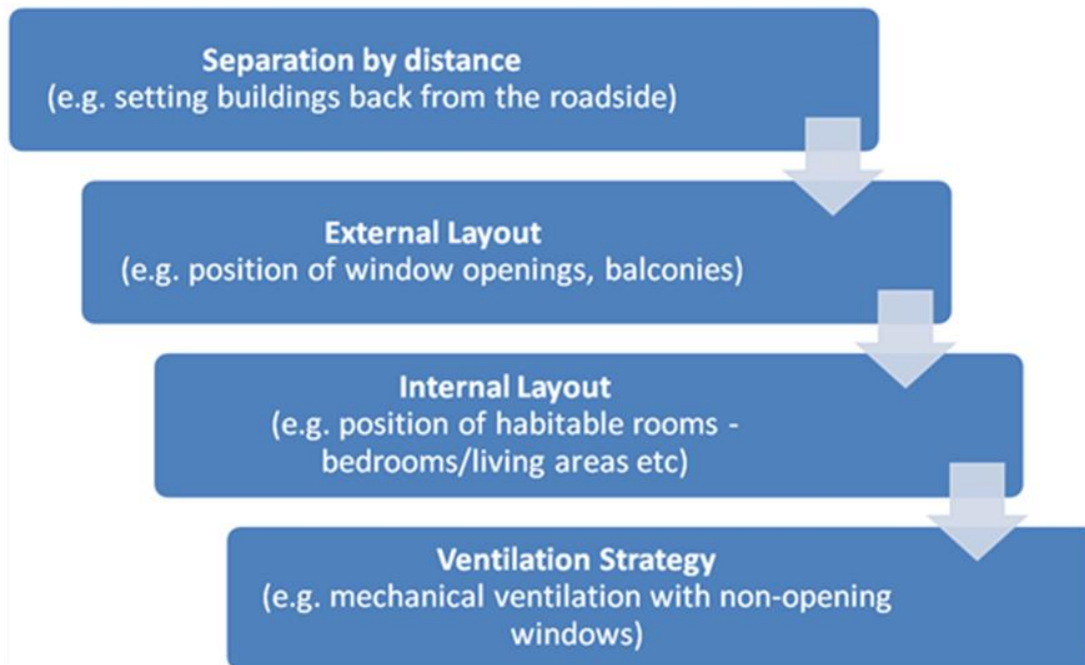 Separation by distance
(e.g. setting buildings back from the roadside)
External Layout
(e.g. position of window openings, balconies)
Internal Layout
(e.g. position of habitable rooms -
bedrooms/living areas etc)
Ventilation Strategy
(e.g. mechanical ventilation with non-opening
windows)